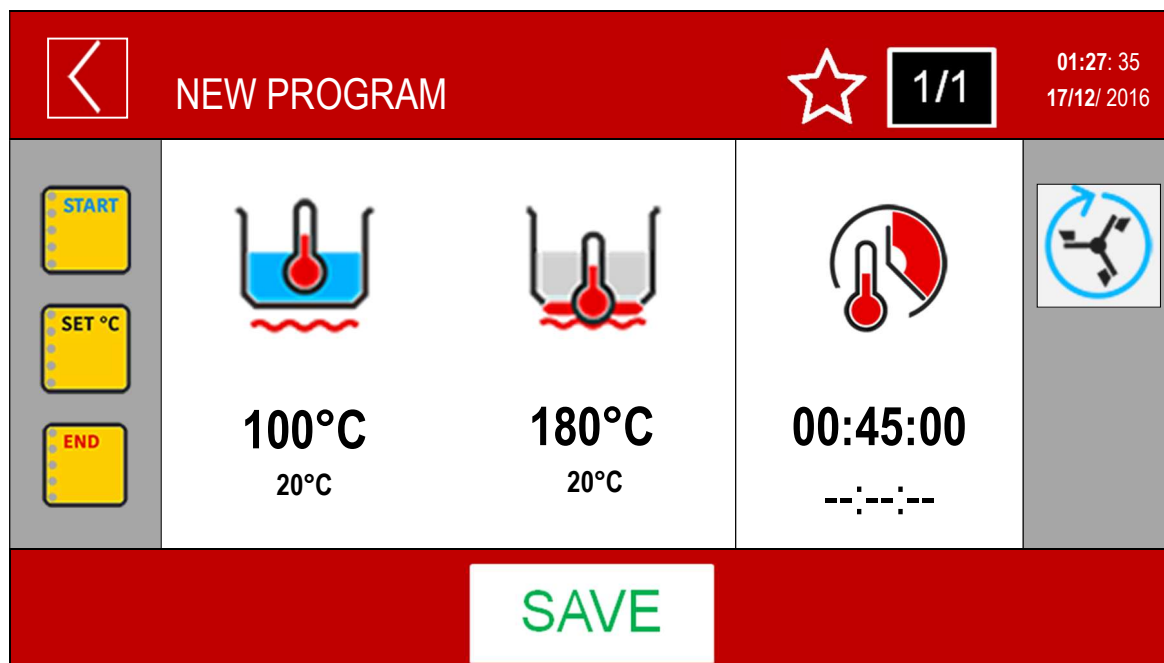 NEW PROGRAM
1/1
01:27: 35
17/12/ 2016
START
SET °C
END
100°C
20°C
180°C
20°C
00:45:00
--:--:--
SAVE